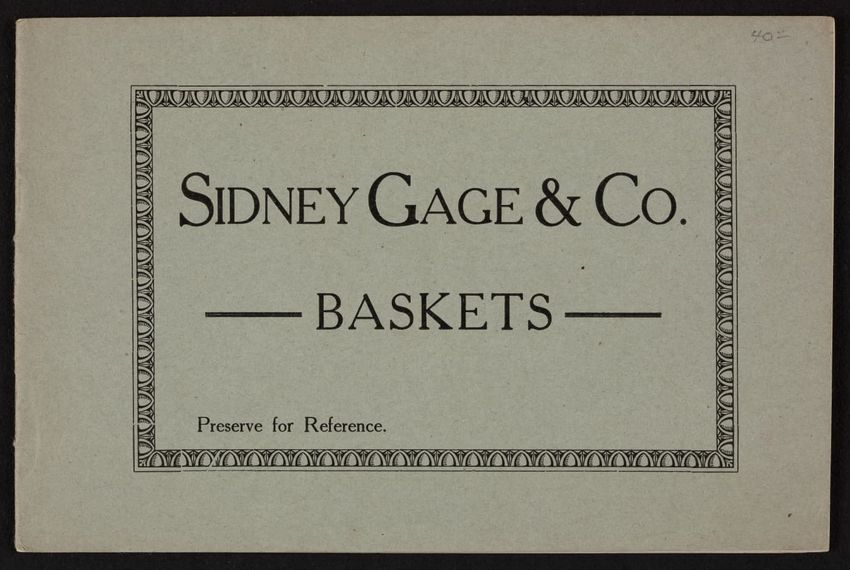 40=
SIDNEY GAGE & CO.
BASKETS
Preserve for Reference.